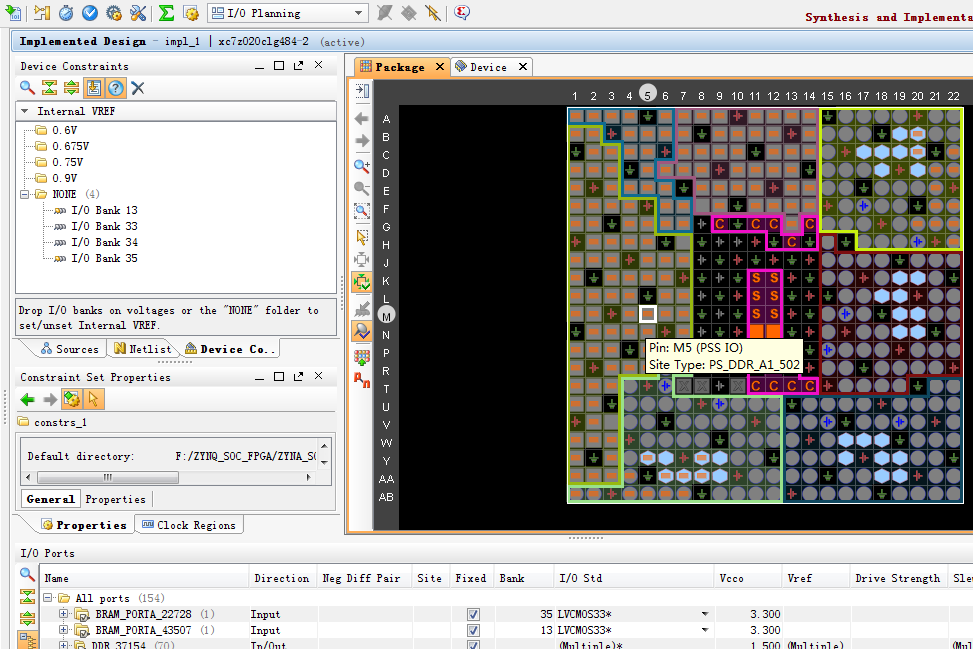 I/O Planning
Synthesis and Implementa
Implemented Design - impl_1 | xc7z020clg484-2 (active)
Device Constraints
Internal VREF
0.6V
0.675V
0.75V
0.9V
NONE (4)
I/O Bank 13
I/O Bank 33
I/O Bank 34
I/O Bank 35
Drop I/O banks on voltages or the "NONE" folder to
set/unset Internal VREF.
Sources Netlist Device Co..
Constraint Set Properties
constrs_1
Default directory: F:/ZYNQ_SOC_FPGA/ZYNA_SO
General Properties
Properties Clock Regions
Package Device
1 2 3 4 5 6 7 8 9 10 11 12 13 14 15 16 17 18 19 20 21 22
A
B
C
D
E
F
G
C C C C
H
C
J
K
S S
L
S S
M
S S
N
P
R
T
C C C C
U
V
W
Y
AA
AB
Pin: M5 (PSS IO)
Site Type: PS_DDR_A1_502
I/O Ports
Name Direction Neg Diff Pair Site Fixed Bank I/O Std Vcco Vref Drive Strength Slew
All ports (154)
BRAM_PORTA_22728 (1) Input 35 LVCMOS33* 3.300
BRAM_PORTA_43507 (1) Input 13 LVCMOS33* 3.300
DDR_37154 (70) In/Out (Multiple)* 1.500 (Multiple)